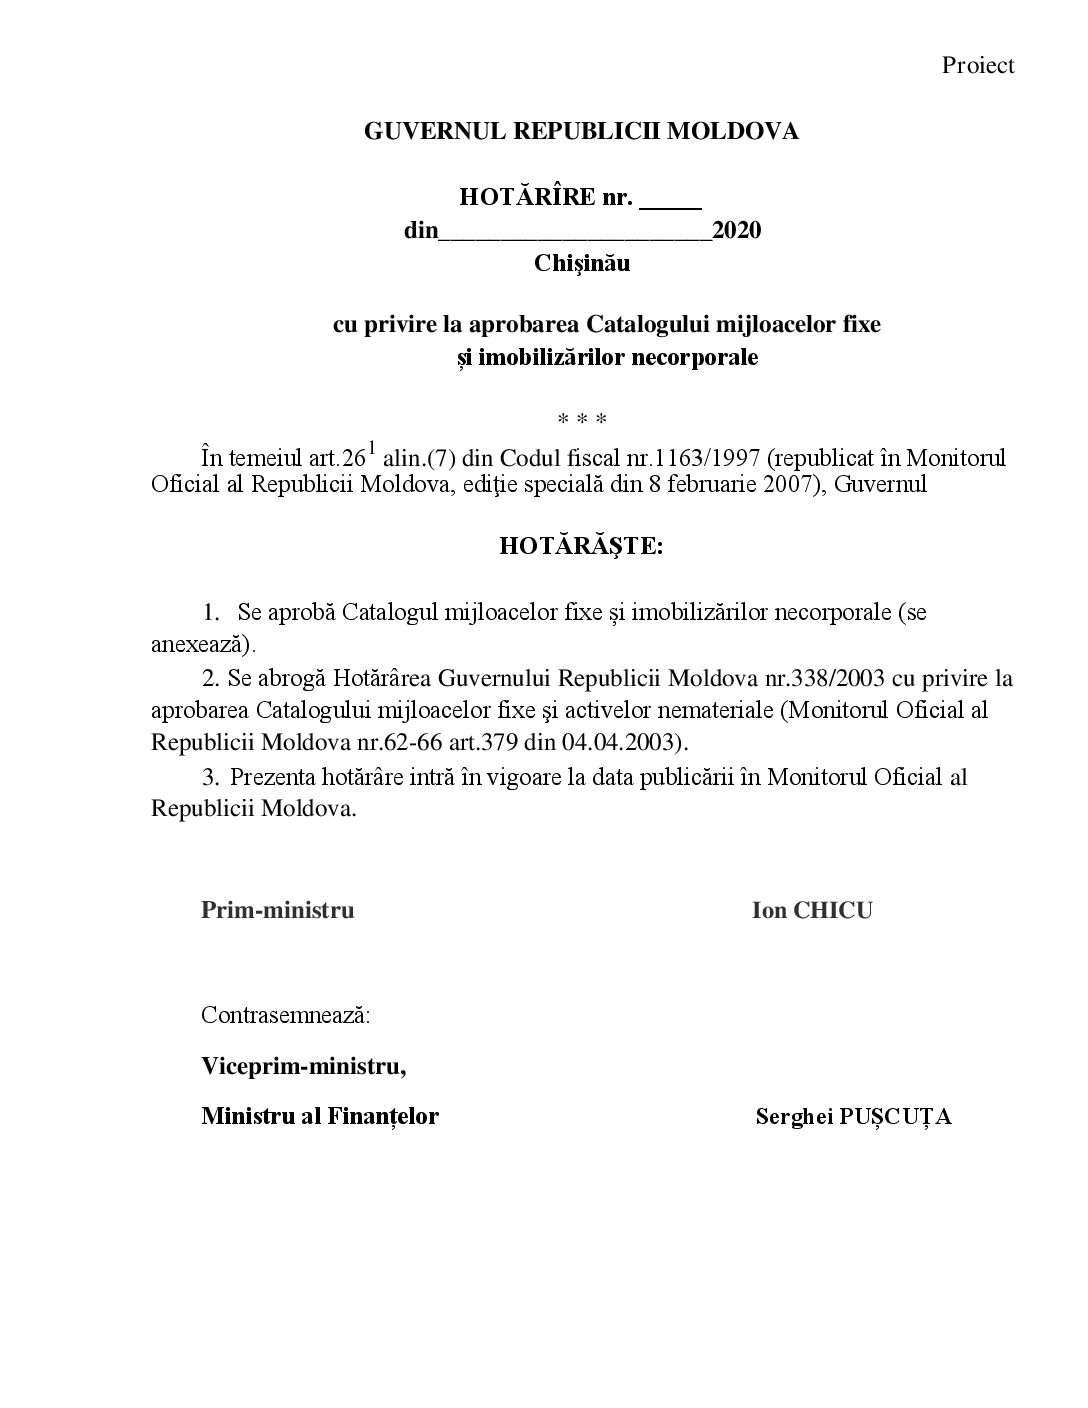 Proiect
GUVERNUL REPUBLICII MOLDOVA
HOTĂRÎRE nr. _____
din______________________2020
Chişinău
cu privire la aprobarea Catalogului mijloacelor fixe
și imobilizărilor necorporale
* * *
În temeiul art.26¹ alin.(7) din Codul fiscal nr.1163/1997 (republicat în Monitorul
Oficial al Republicii Moldova, ediţie specială din 8 februarie 2007), Guvernul
HOTĂRĂŞTE:
1. Se aprobă Catalogul mijloacelor fixe și imobilizărilor necorporale (se
anexează).
2. Se abrogă Hotărârea Guvernului Republicii Moldova nr.338/2003 cu privire la
aprobarea Catalogului mijloacelor fixe şi activelor nemateriale (Monitorul Oficial al
Republicii Moldova nr.62-66 art.379 din 04.04.2003).
3. Prezenta hotărâre intră în vigoare la data publicării în Monitorul Oficial al
Republicii Moldova.
Prim-ministru Ion CHICU
Contrasemnează:
Viceprim-ministru,
Ministru al Finanțelor Serghei PUȘCUȚA